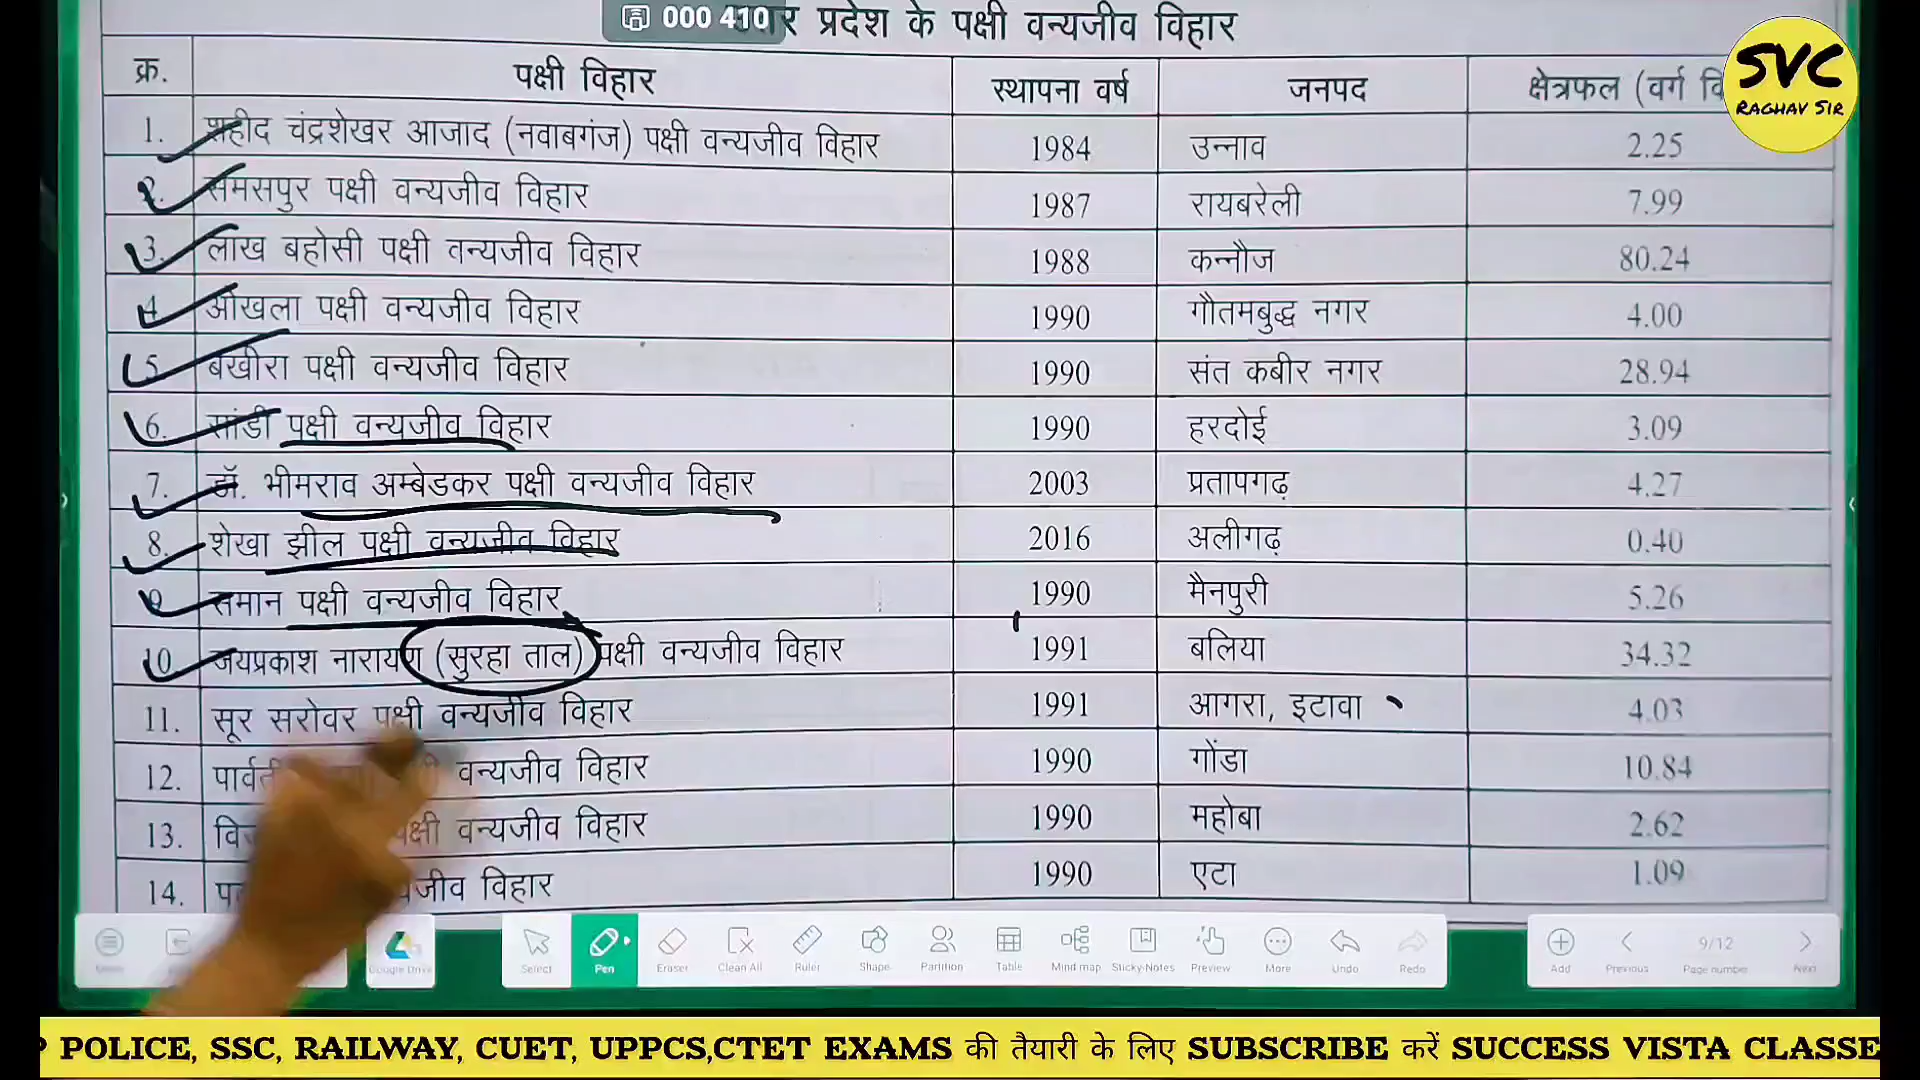 000 410
प्रदेश के पक्षी वन्यजीव विहार
SVC
RAGHAV SIR
क्र. पक्षी विहार स्थापना वर्ष जनपद क्षेत्रफल (वर्ग
1. शहीद चंद्रशेखर आजाद (नवाबगंज) पक्षी वन्यजीव विहार 1984 उन्नाव 2.25
2. समसपुर पक्षी वन्यजीव विहार 1987 रायबरेली 7.99
3. लाख बहोसी पक्षी वन्यजीव विहार 1988 कन्नौज 80.24
4. ओखला पक्षी वन्यजीव विहार 1990 गौतमबुद्ध नगर 4.00
5. बखीरा पक्षी वन्यजीव विहार 1990 संत कबीर नगर 28.94
6. सांडी पक्षी वन्यजीव विहार 1990 हरदोई 3.09
7. डॉ. भीमराव अम्बेडकर पक्षी वन्यजीव विहार 2003 प्रतापगढ़ 4.27
8. शेखा झील पक्षी वन्यजीव विहार 2016 अलीगढ़ 0.40
9 समान पक्षी वन्यजीव विहार 1990 मैनपुरी 5.26
10 जयप्रकाश नारायण (सुरहा ताल) पक्षी वन्यजीव विहार 1991 बलिया 34.32
11. सूर सरोवर पक्षी वन्यजीव विहार 1991 आगरा, इटावा 4.03
12. वन्यजीव विहार 1990 गोंडा 10.84
13. पक्षी वन्यजीव विहार 1990 महोबा 2.62
14. विहार 1990 एटा 1.09
Google Drive Select Pen Eraser Clean All Ruler Shape Partition Table Mind map Sticky Notes Preview More Undo Redo Add Previous 9/12 Page number Next
POLICE, SSC, RAILWAY, CUET, UPPCS,CTET EXAMS की तैयारी के लिए SUBSCRIBE करें SUCCESS VISTA CLASSE